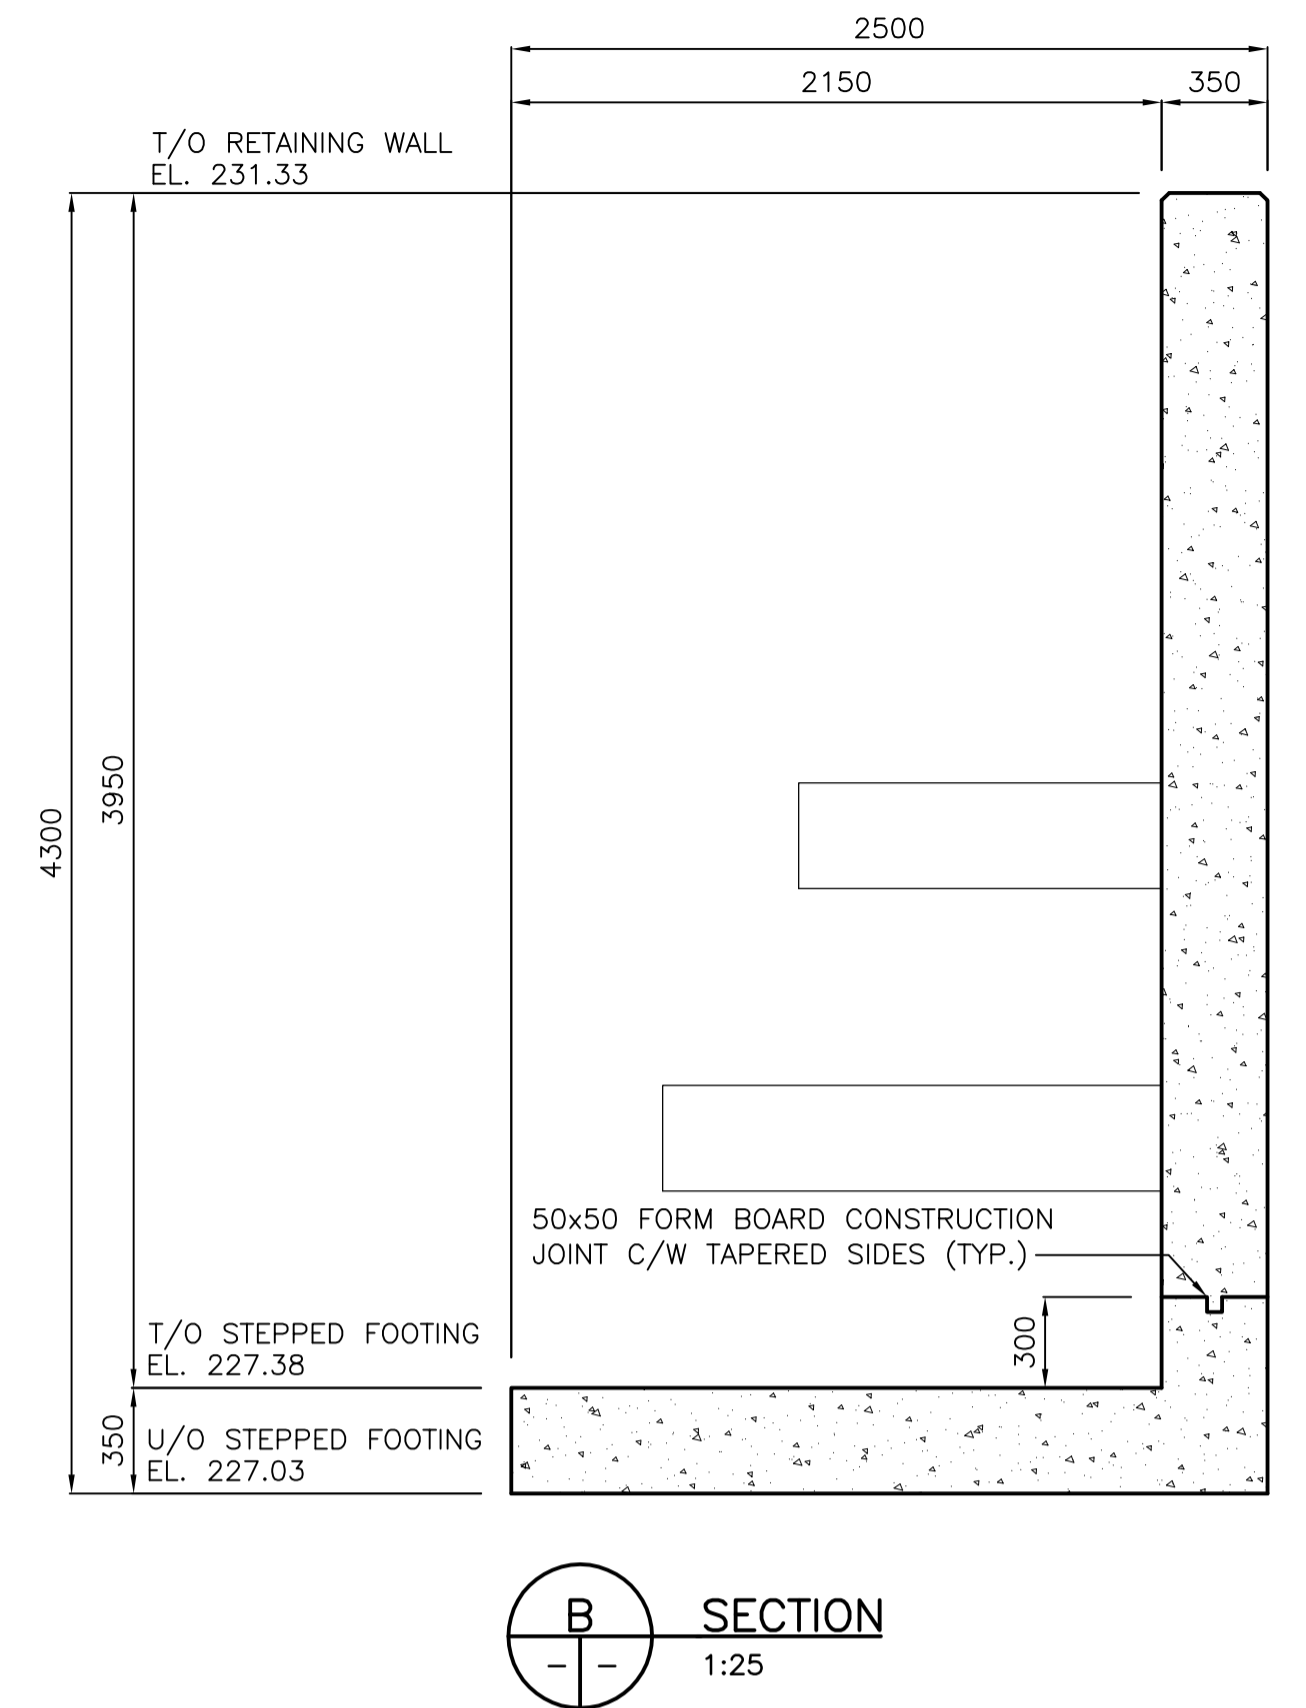 2500
2150
350
T/O RETAINING WALL
EL. 231.33
3950
4300
50x50 FORM BOARD CONSTRUCTION
JOINT C/W TAPERED SIDES (TYP.)
300
T/O STEPPED FOOTING
EL. 227.38
350
U/O STEPPED FOOTING
EL. 227.03
B
SECTION
- -
1:25